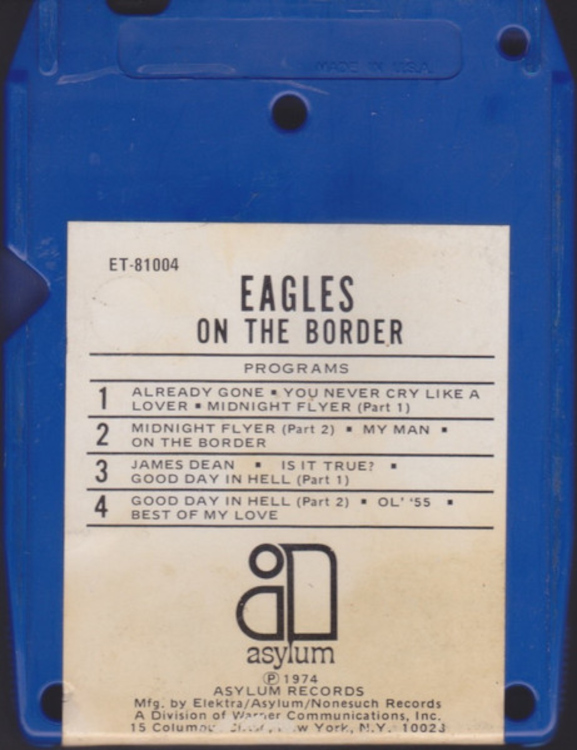 MADE IN U.S.A.
ET-81004
EAGLES
ON THE BORDER
PROGRAMS
1 ALREADY GONE ▪ YOU NEVER CRY LIKE A
LOVER ▪ MIDNIGHT FLYER (Part 1)
2 MIDNIGHT FLYER (Part 2) ▪ MY MAN ▪
ON THE BORDER
3 JAMES DEAN ▪ IS IT TRUE? ▪
GOOD DAY IN HELL (Part 1)
4 GOOD DAY IN HELL (Part 2) ▪ OL' '55 ▪
BEST OF MY LOVE
asylum
Ⓟ 1974
ASYLUM RECORDS
Mfg. by Elektra/Asylum/Nonesuch Records
A Division of Warner Communications, Inc.
15 York, N.Y. 10023